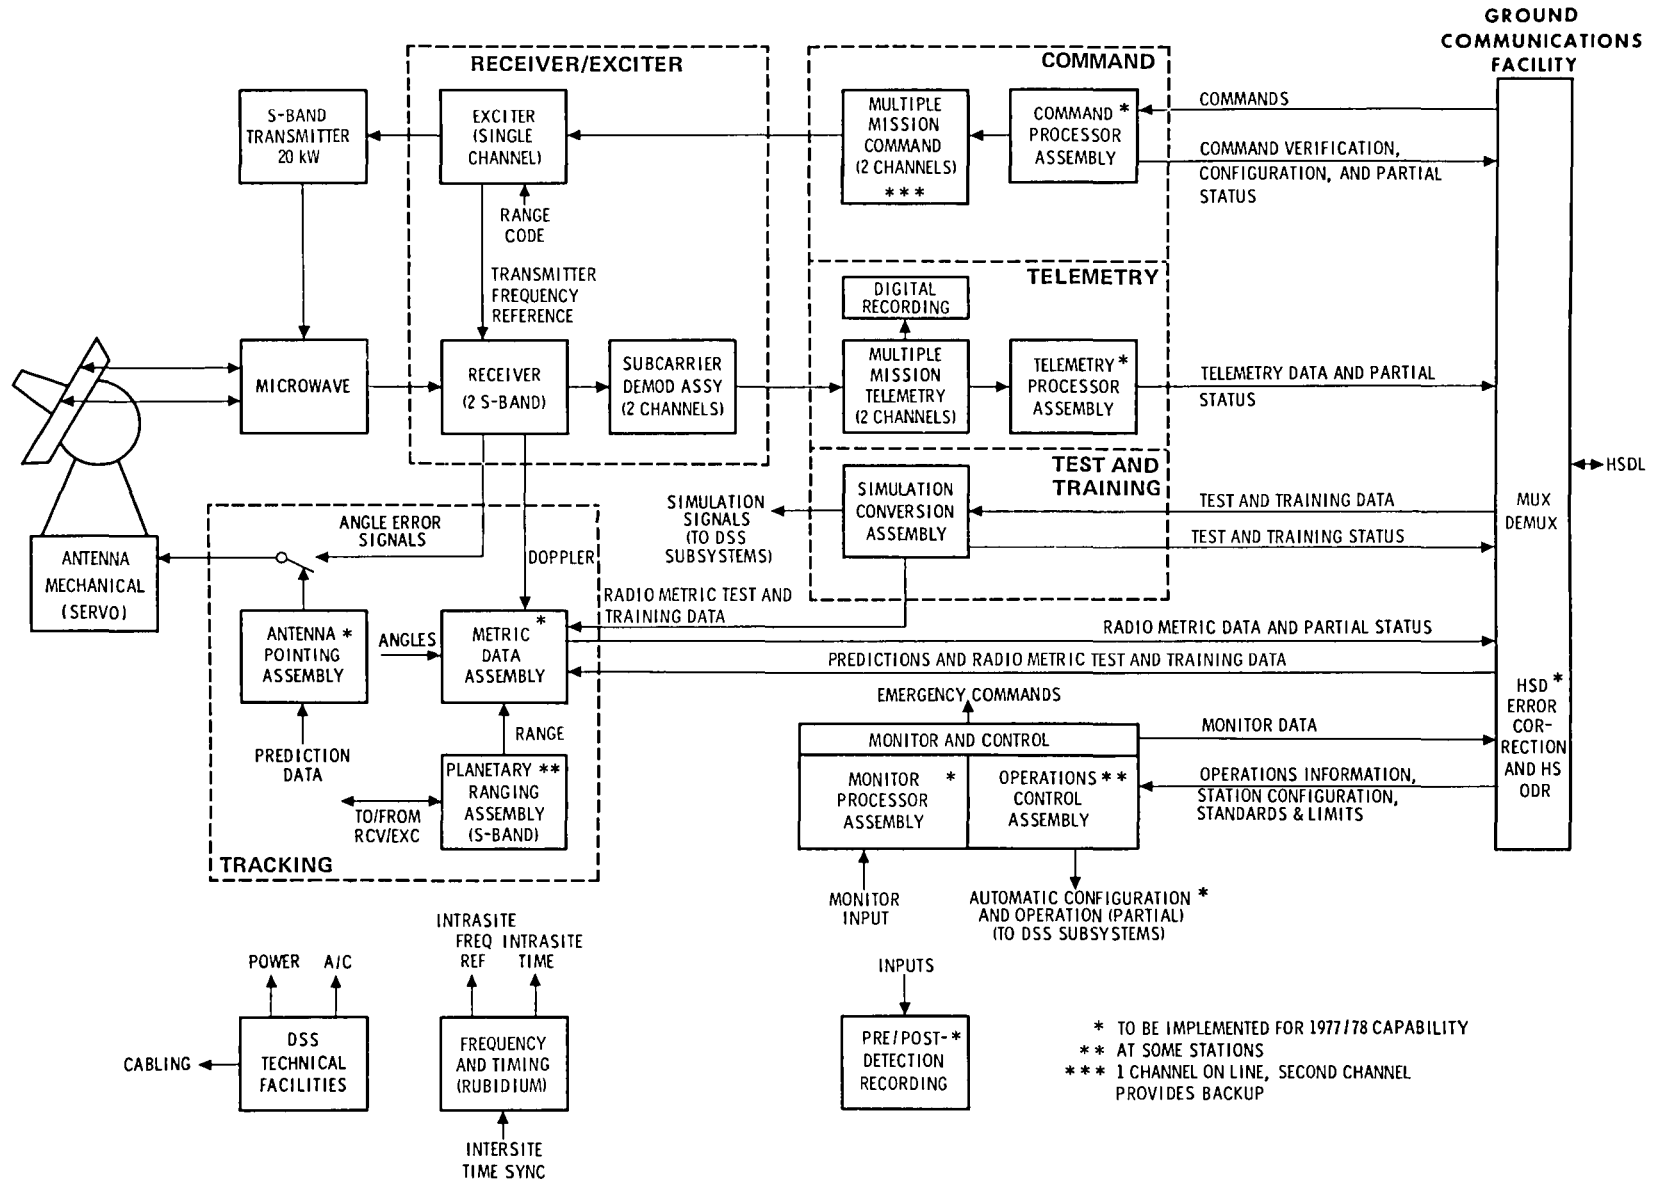 GROUND
COMMUNICATIONS
FACILITY
RECEIVER/EXCITER
COMMAND
S-BAND
TRANSMITTER
20 kW
EXCITER
(SINGLE
CHANNEL)
MULTIPLE
MISSION
COMMAND
(2 CHANNELS)
***
COMMAND *
PROCESSOR
ASSEMBLY
COMMANDS
COMMAND VERIFICATION,
CONFIGURATION, AND PARTIAL
STATUS
RANGE
CODE
TRANSMITTER
FREQUENCY
REFERENCE
TELEMETRY
DIGITAL
RECORDING
MICROWAVE
RECEIVER
(2 S-BAND)
SUBCARRIER
DEMOD ASSY
(2 CHANNELS)
MULTIPLE
MISSION
TELEMETRY
(2 CHANNELS)
TELEMETRY *
PROCESSOR
ASSEMBLY
TELEMETRY DATA AND PARTIAL
STATUS
TEST AND
TRAINING
SIMULATION
CONVERSION
ASSEMBLY
SIMULATION
SIGNALS
(TO DSS
SUBSYSTEMS)
TEST AND TRAINING DATA
TEST AND TRAINING STATUS
HSDL
MUX
DEMUX
ANTENNA
MECHANICAL
(SERVO)
ANGLE ERROR
SIGNALS
DOPPLER
RADIO METRIC TEST AND
TRAINING DATA
ANTENNA *
POINTING
ASSEMBLY
ANGLES
METRIC *
DATA
ASSEMBLY
RADIO METRIC DATA AND PARTIAL STATUS
PREDICTIONS AND RADIO METRIC TEST AND TRAINING DATA
HSD *
ERROR
COR-
RECTION
AND HS
ODR
PREDICTION
DATA
RANGE
PLANETARY **
RANGING
ASSEMBLY
(S-BAND)
TO/FROM
RCV/EXC
TRACKING
EMERGENCY COMMANDS
MONITOR AND CONTROL
MONITOR *
PROCESSOR
ASSEMBLY
OPERATIONS **
CONTROL
ASSEMBLY
MONITOR DATA
OPERATIONS INFORMATION,
STATION CONFIGURATION,
STANDARDS & LIMITS
MONITOR
INPUT
AUTOMATIC CONFIGURATION *
AND OPERATION (PARTIAL)
(TO DSS SUBSYSTEMS)
POWER
A/C
CABLING
DSS
TECHNICAL
FACILITIES
INTRASITE
FREQ
REF
INTRASITE
TIME
FREQUENCY
AND TIMING
(RUBIDIUM)
INTERSITE
TIME SYNC
INPUTS
PRE/POST- *
DETECTION
RECORDING
* TO BE IMPLEMENTED FOR 1977/78 CAPABILITY
** AT SOME STATIONS
*** 1 CHANNEL ON LINE, SECOND CHANNEL
PROVIDES BACKUP